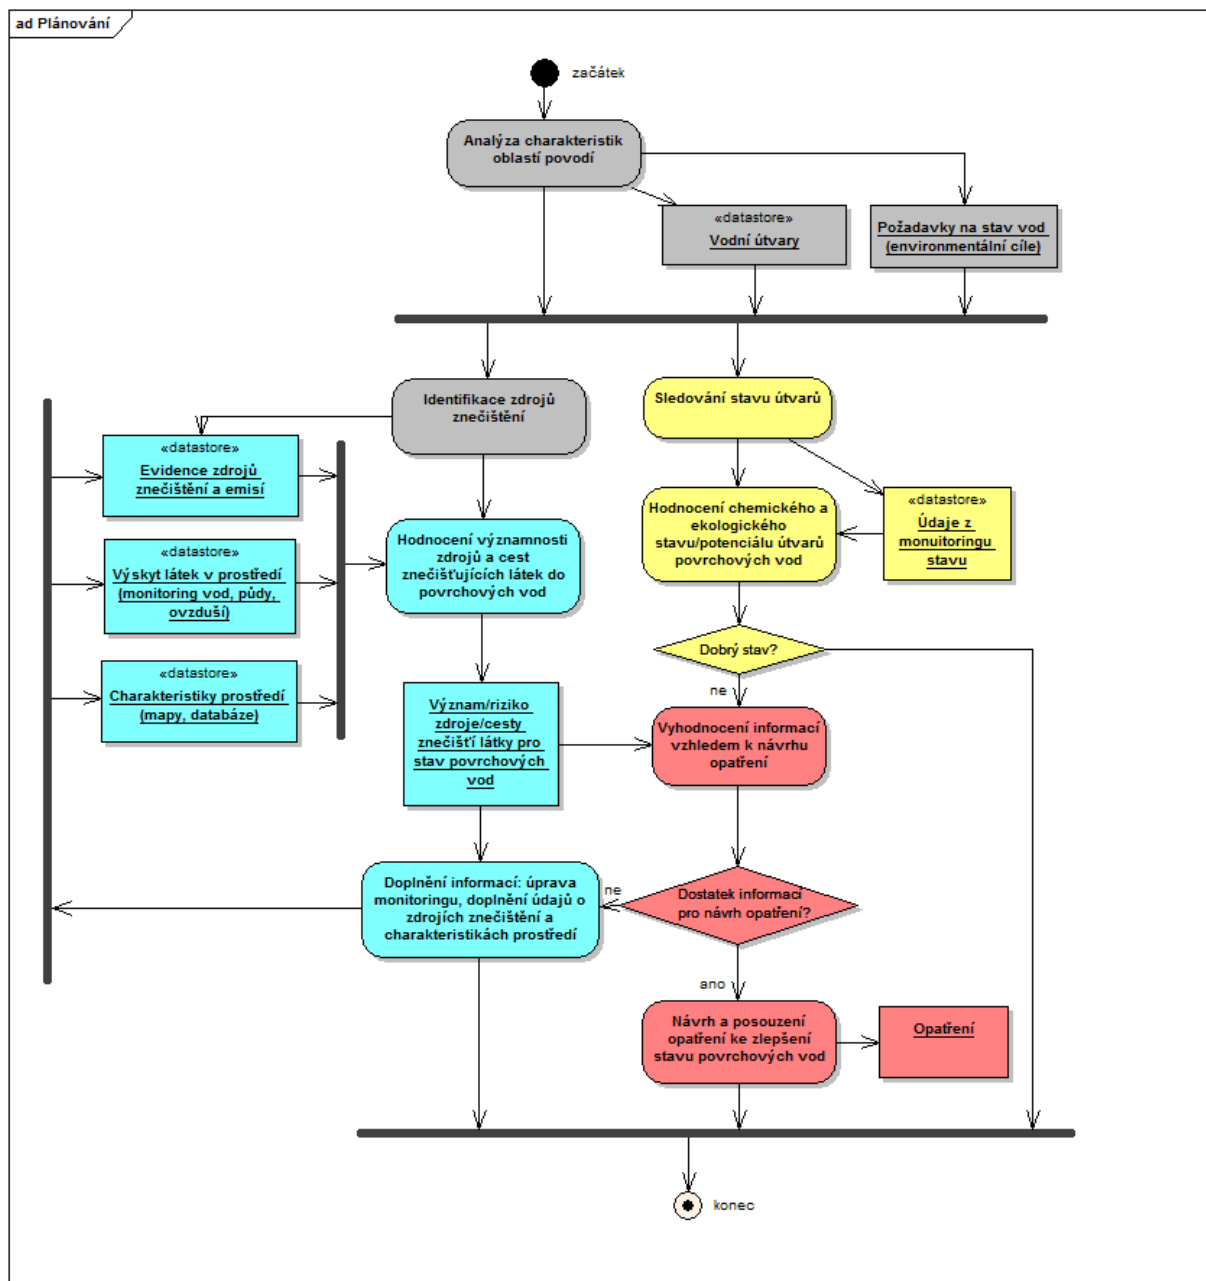 ad Plánování
začátek
Analýza charakteristik
oblastí povodí
«datastore»
Vodní útvary
Požadavky na stav vod
(environmentální cíle)
Identifikace zdrojů
znečištění
Sledování stavu útvarů
«datastore»
Evidence zdrojů
znečištění a emisí
Hodnocení chemického a
ekologického
stavu/potenciálu útvarů
povrchových vod
«datastore»
Údaje z
monuitoringu
stavu
Hodnocení významnosti
zdrojů a cest
znečišťujících látek do
povrchových vod
«datastore»
Výskyt látek v prostředí
(monitoring vod, půdy,
ovzduší)
Dobrý stav?
«datastore»
Charakteristiky prostředí
(mapy, databáze)
ne
Význam/riziko
zdroje/cesty
znečišťí látky pro
stav povrchových
vod
Vyhodnocení informací
vzhledem k návrhu
opatření
Doplnění informací: úprava
monitoringu, doplnění údajů o
zdrojích znečištění a
charakteristikách prostředí
ne
Dostatek informací
pro návrh opatření?
ano
Návrh a posouzení
opatření ke zlepšení
stavu povrchových vod
Opatření
konec